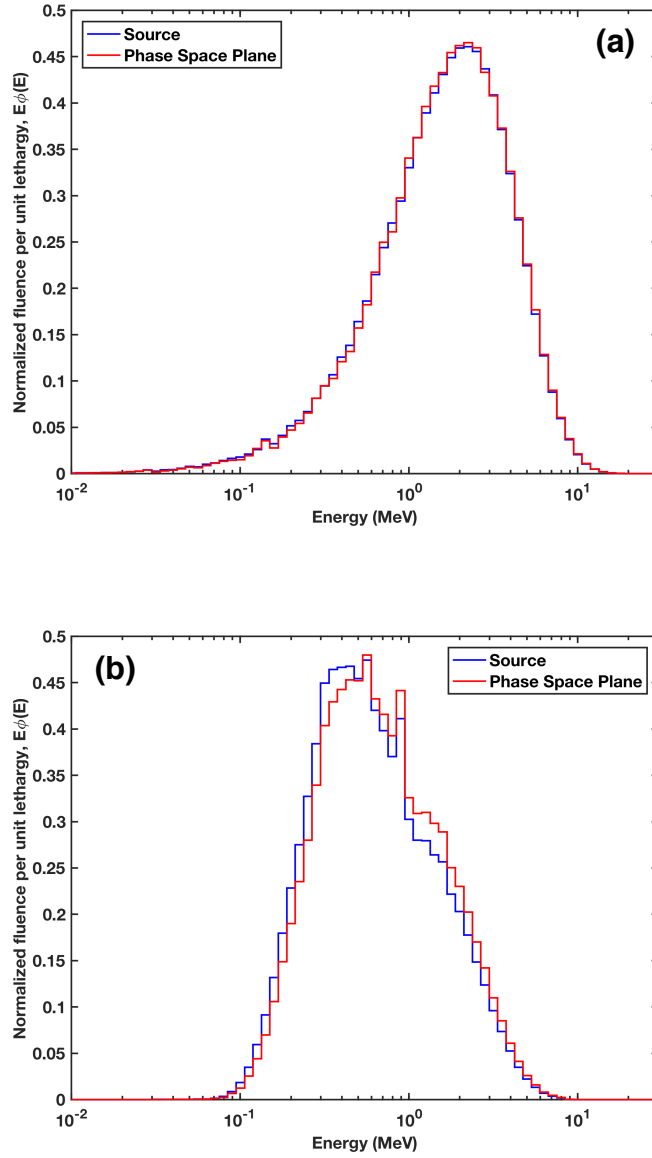 (a)
Source
Phase Space Plane
Normalized fluence per unit lethargy, Eϕ(E)
0.5
0.45
0.4
0.35
0.3
0.25
0.2
0.15
0.1
0.05
0
10⁻² 10⁻¹ 10⁰ 10¹
Energy (MeV)
(b)
Source
Phase Space Plane
Normalized fluence per unit lethargy, Eϕ(E)
0.5
0.45
0.4
0.35
0.3
0.25
0.2
0.15
0.1
0.05
0
10⁻² 10⁻¹ 10⁰ 10¹
Energy (MeV)